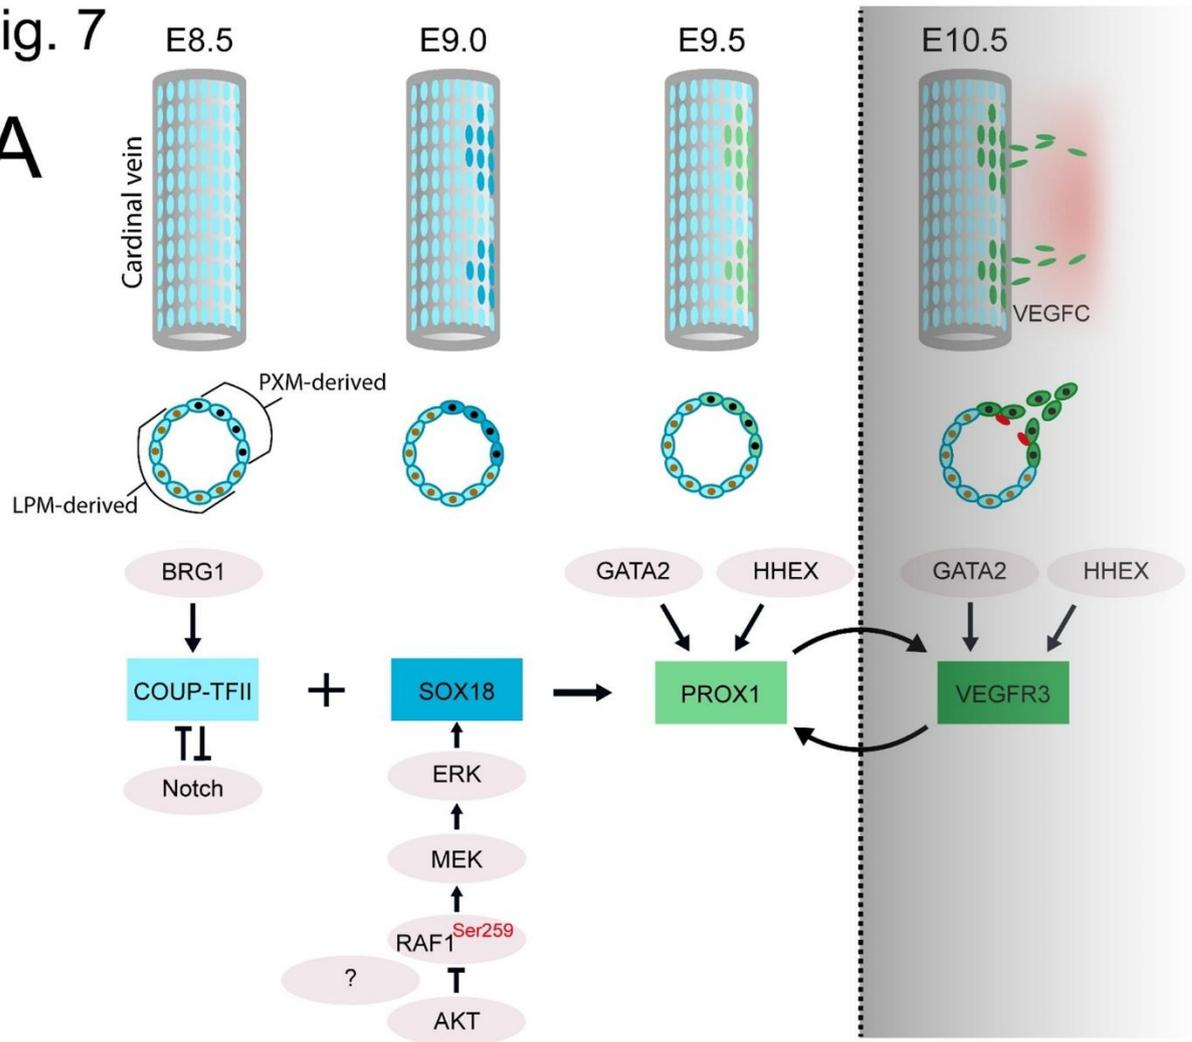 ig. 7
A
E8.5
E9.0
E9.5
E10.5
Cardinal vein
VEGFC
PXM-derived
LPM-derived
BRG1
GATA2
HHEX
GATA2
HHEX
COUP-TFII
+
SOX18
PROX1
VEGFR3
Notch
ERK
MEK
RAF1Ser259
?
AKT